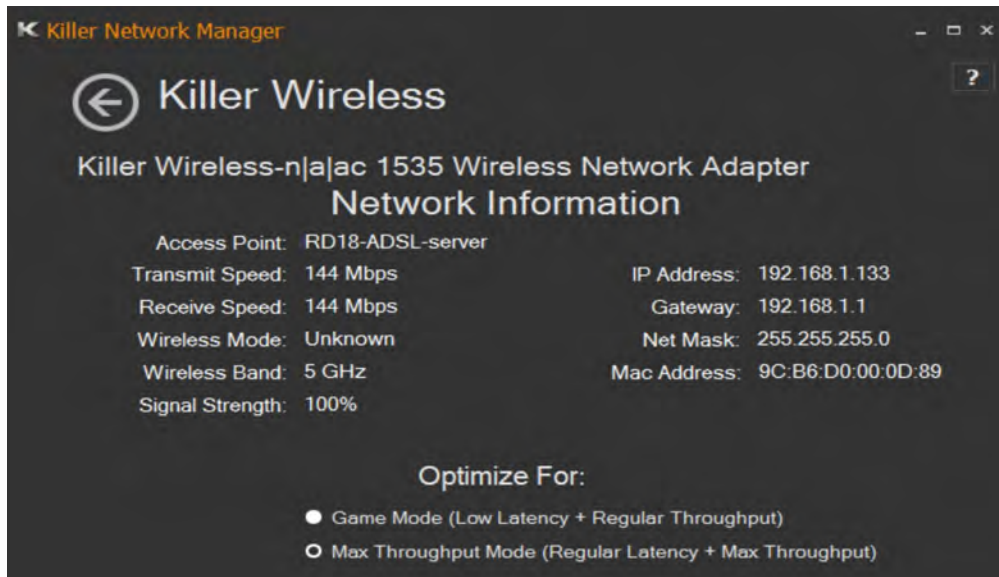 Killer Network Manager
?
Killer Wireless
Killer Wireless-n|a|ac 1535 Wireless Network Adapter
Network Information
Access Point: RD18-ADSL-server
Transmit Speed: 144 Mbps IP Address: 192.168.1.133
Receive Speed: 144 Mbps Gateway: 192.168.1.1
Wireless Mode: Unknown Net Mask: 255.255.255.0
Wireless Band: 5 GHz Mac Address: 9C:B6:D0:00:0D:89
Signal Strength: 100%
Optimize For:
Game Mode (Low Latency + Regular Throughput)
Max Throughput Mode (Regular Latency + Max Throughput)